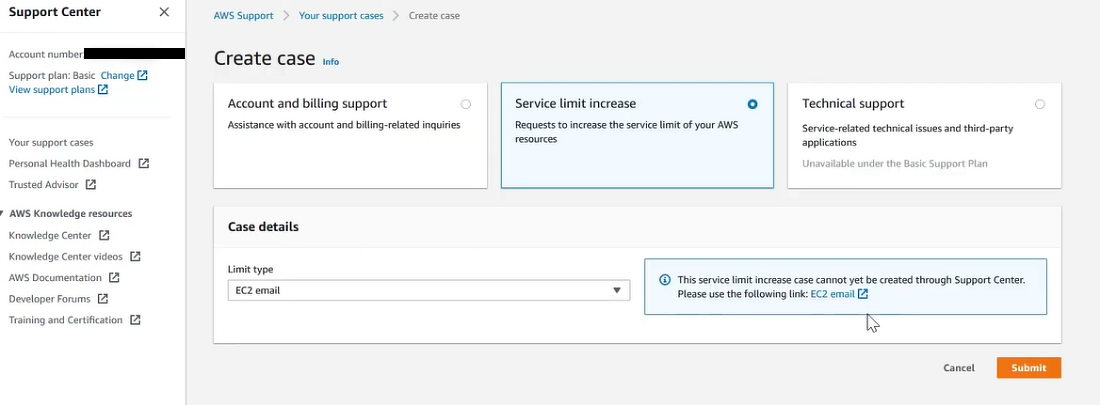 Support Center
Account number:
Support plan: Basic Change
View support plans
Your support cases
Personal Health Dashboard
Trusted Advisor
AWS Knowledge resources
Knowledge Center
Knowledge Center videos
AWS Documentation
Developer Forums
Training and Certification
AWS Support > Your support cases > Create case
Create case Info
Account and billing support
Assistance with account and billing-related inquiries
Service limit increase
Requests to increase the service limit of your AWS
resources
Technical support
Service-related technical issues and third-party
applications
Unavailable under the Basic Support Plan
Case details
Limit type
EC2 email
This service limit increase case cannot yet be created through Support Center.
Please use the following link: EC2 email
Cancel Submit